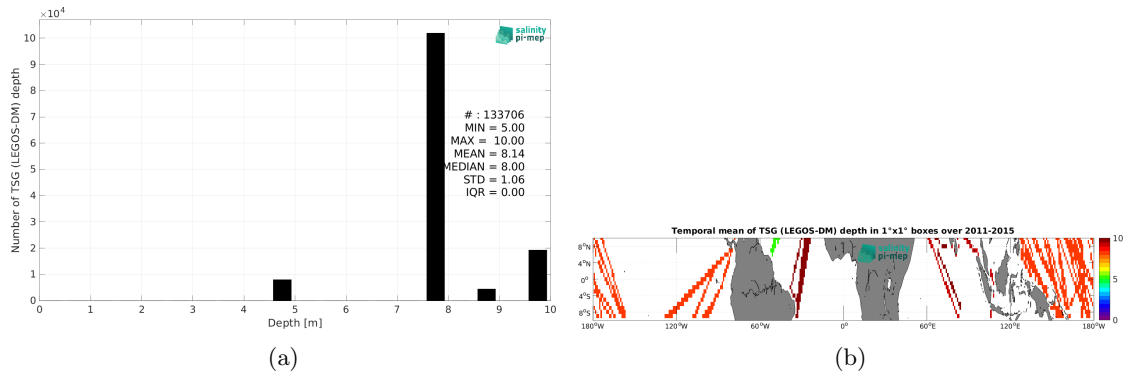 ×10⁴
10
9
8
7
6
5
4
3
2
1
0
Number of TSG (LEGOS-DM) depth
salinity
pi-mep
# : 133706
MIN = 5.00
MAX = 10.00
MEAN = 8.14
MEDIAN = 8.00
STD = 1.06
IQR = 0.00
0 1 2 3 4 5 6 7 8 9 10
Depth [m]
(a)
Temporal mean of TSG (LEGOS-DM) depth in 1°x1° boxes over 2011-2015
8°N
4°N
0°
4°S
8°S
salinity
pi-mep
180°W 120°W 60°W 0° 60°E 120°E 180°W
10
5
0
(b)